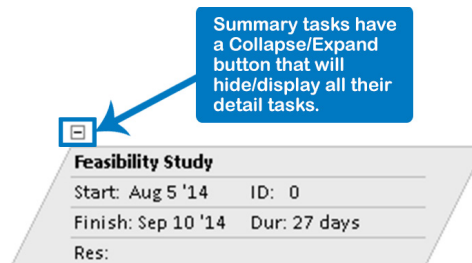 Summary tasks have
a Collapse/Expand
button that will
hide/display all their
detail tasks.
Feasibility Study
Start: Aug 5 '14 ID: 0
Finish: Sep 10 '14 Dur: 27 days
Res: